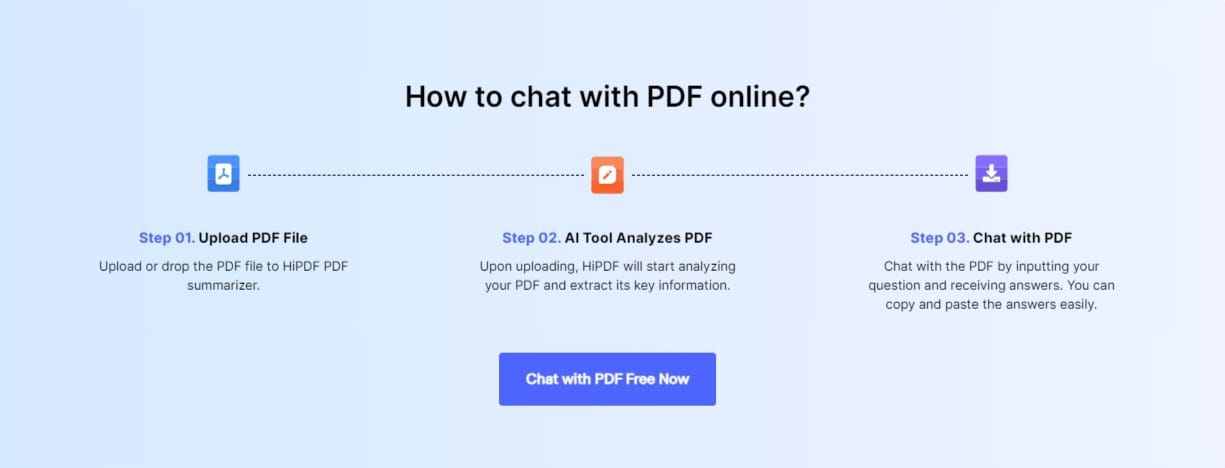 How to chat with PDF online?
Step 01. Upload PDF File
Upload or drop the PDF file to HiPDF PDF
summarizer.
Step 02. AI Tool Analyzes PDF
Upon uploading, HiPDF will start analyzing
your PDF and extract its key information.
Step 03. Chat with PDF
Chat with the PDF by inputting your
question and receiving answers. You can
copy and paste the answers easily.
Chat with PDF Free Now